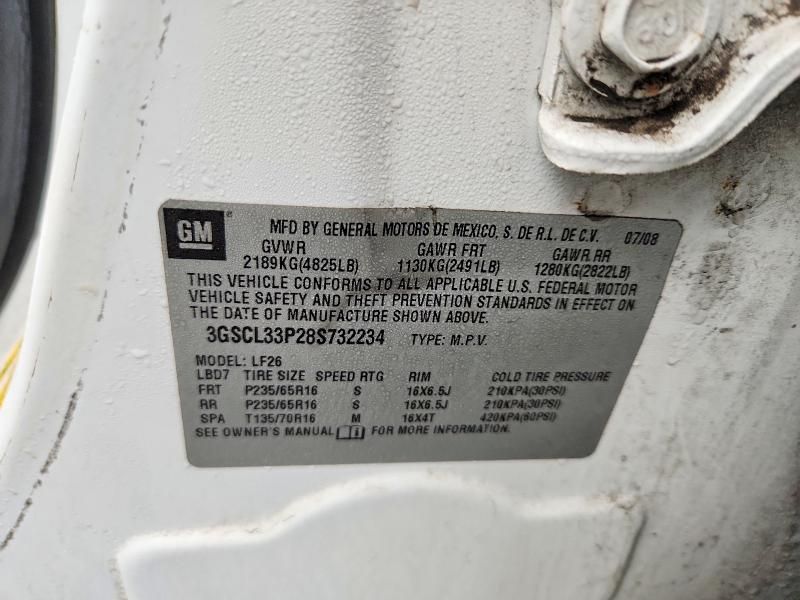 GM ® MFD BY GENERAL MOTORS DE MEXICO, S. DE R.L. DE C.V. 07/08
GVWR GAWR FRT GAWR RR
2189KG(4825LB) 1130KG(2491LB) 1280KG(2822LB)
THIS VEHICLE CONFORMS TO ALL APPLICABLE U.S. FEDERAL MOTOR
VEHICLE SAFETY AND THEFT PREVENTION STANDARDS IN EFFECT ON
THE DATE OF MANUFACTURE SHOWN ABOVE.
3GSCL33P28S732234 TYPE: M.P.V.
MODEL: LF26
LBD7 TIRE SIZE SPEED RTG RIM COLD TIRE PRESSURE
FRT P235/65R16 S 16X6.5J 210KPA(30PSI)
RR P235/65R16 S 16X6.5J 210KPA(30PSI)
SPA T135/70R16 M 16X4T 420KPA(60PSI)
SEE OWNER'S MANUAL FOR MORE INFORMATION.